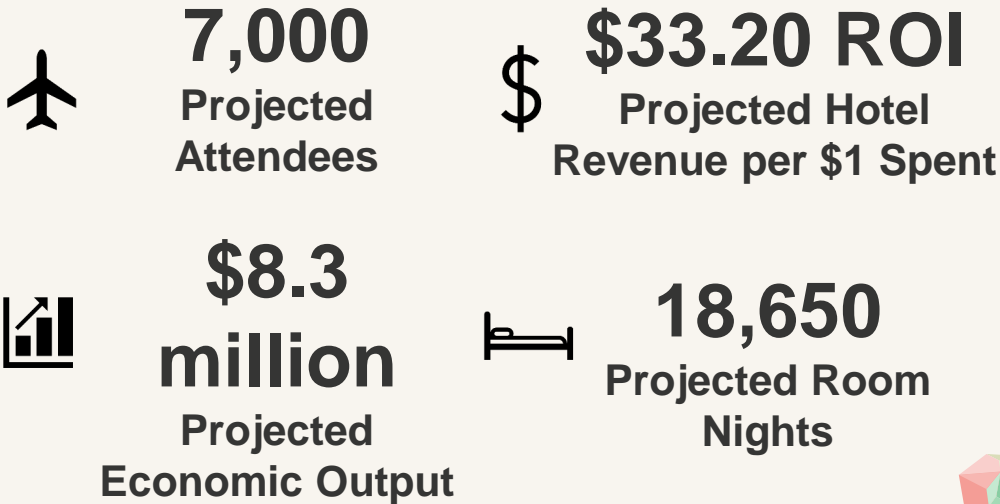 7,000
Projected
Attendees
$33.20 ROI
Projected Hotel
Revenue per $1 Spent
$8.3
million
Projected
Economic Output
18,650
Projected Room
Nights